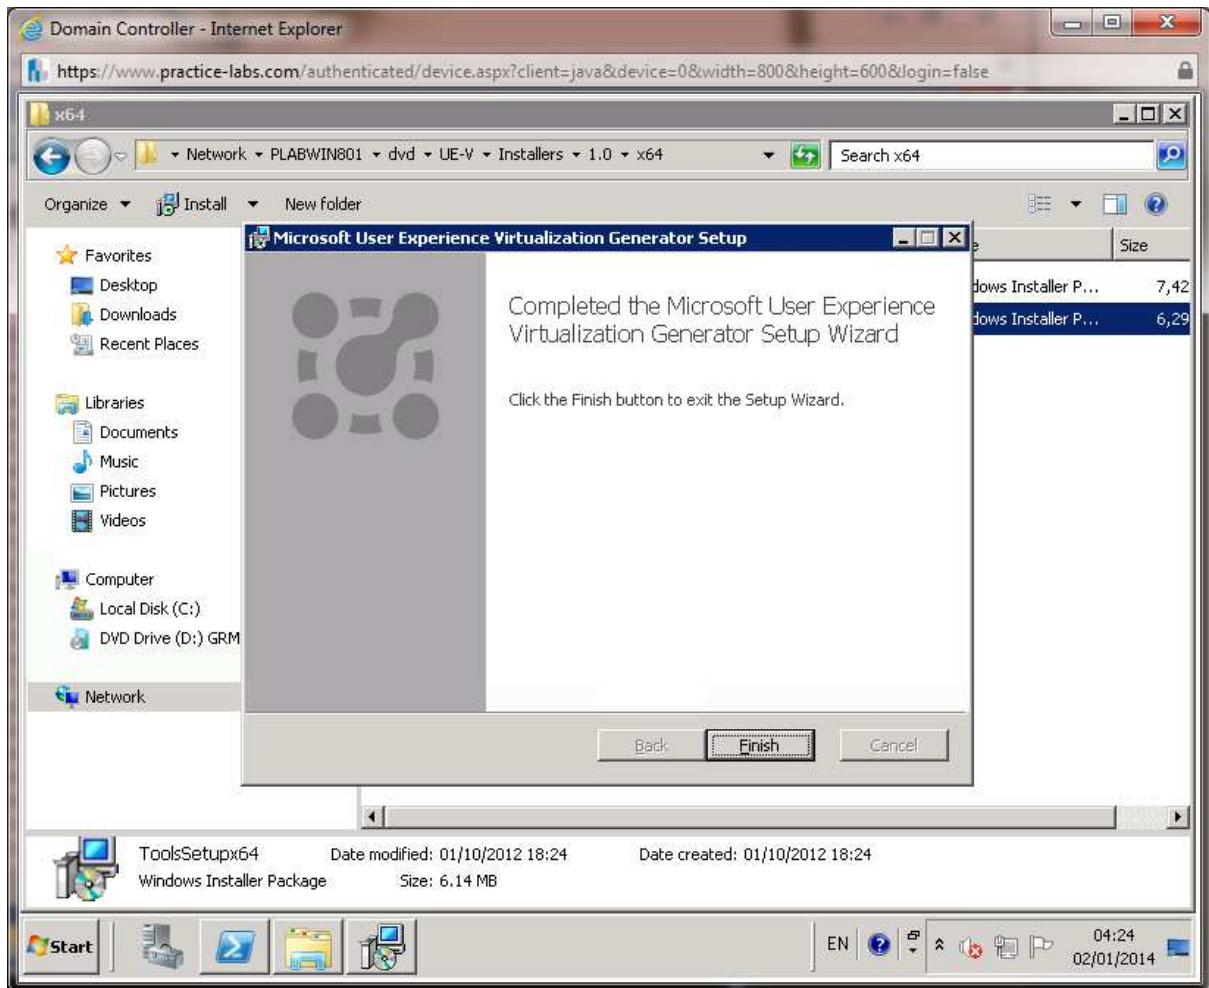 Domain Controller - Internet Explorer
https://www.practice-labs.com/authenticated/device.aspx?client=java&device=0&width=800&height=600&login=false
x64
Network PLABWIN801 dvd UE-V Installers 1.0 x64
Search x64
Organize Install New folder
Microsoft User Experience Virtualization Generator Setup
Size
Favorites
Desktop
Downloads
Recent Places
Libraries
Documents
Music
Pictures
Videos
Computer
Local Disk (C:)
DVD Drive (D:) GRM
Network
Completed the Microsoft User Experience
Virtualization Generator Setup Wizard
Click the Finish button to exit the Setup Wizard.
Back Finish Cancel
dows Installer P... 7,42
dows Installer P... 6,29
ToolsSetupx64 Date modified: 01/10/2012 18:24 Date created: 01/10/2012 18:24
Windows Installer Package Size: 6.14 MB
Start
EN
04:24
02/01/2014